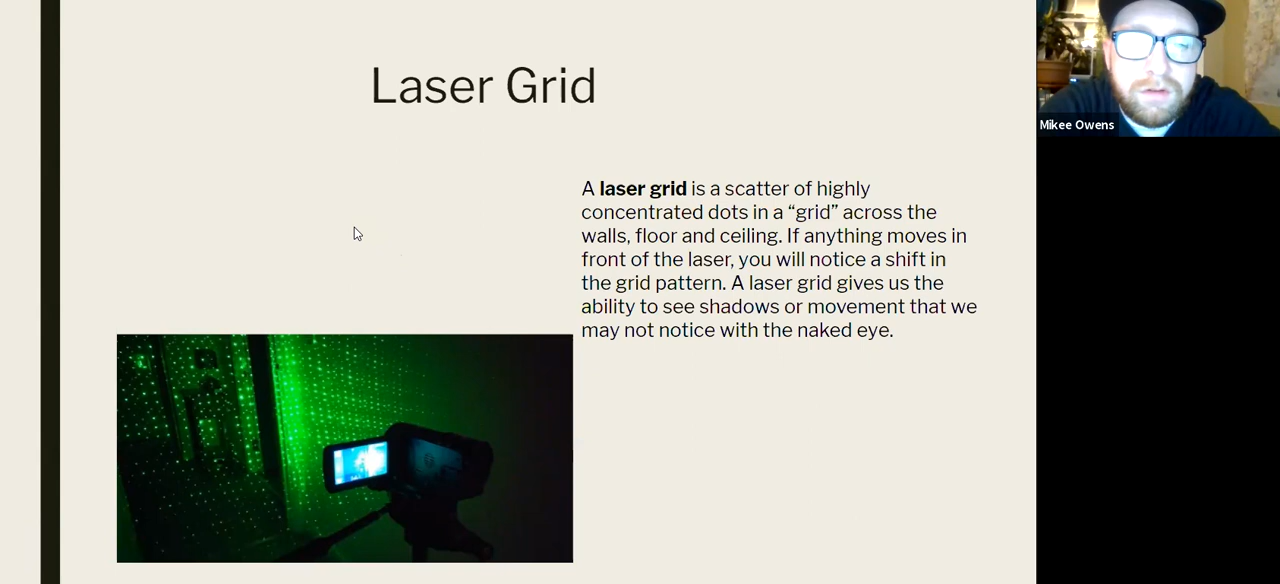 Laser Grid
A laser grid is a scatter of highly
concentrated dots in a “grid” across the
walls, floor and ceiling. If anything moves in
front of the laser, you will notice a shift in
the grid pattern. A laser grid gives us the
ability to see shadows or movement that we
may not notice with the naked eye.
Mikee Owens